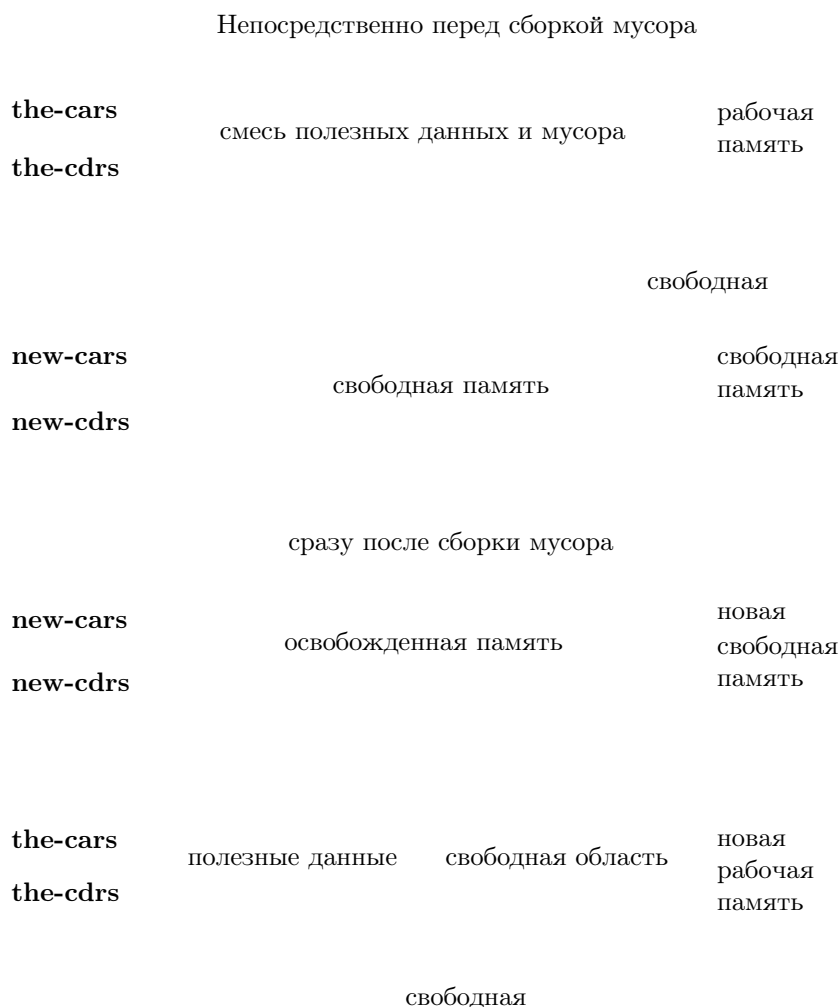 Непосредственно перед сборкой мусора
the-cars
смесь полезных данных и мусора
рабочая
память
the-cdrs
свободная
new-cars
свободная память
свободная
память
new-cdrs
сразу после сборки мусора
new-cars
освобожденная память
новая
свободная
память
new-cdrs
the-cars
полезные данные
свободная область
новая
рабочая
память
the-cdrs
свободная